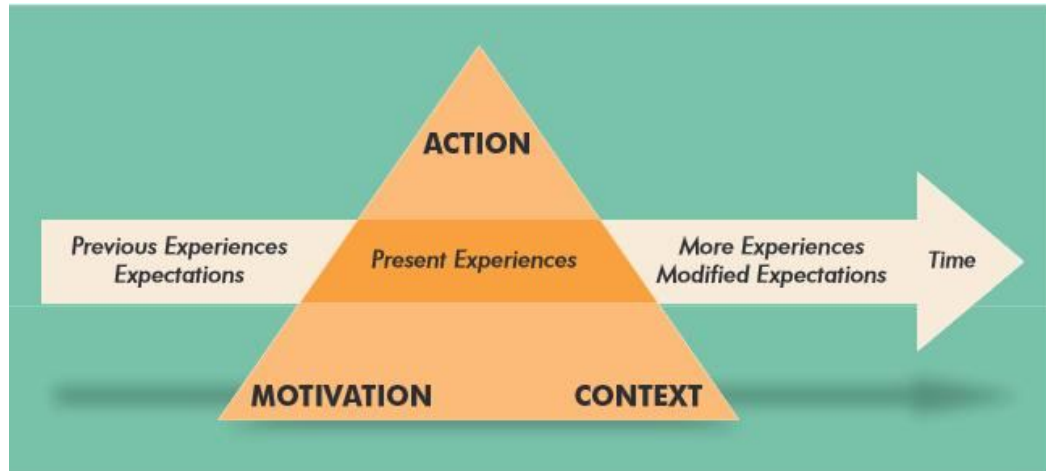 ACTION
Previous Experiences
Expectations
Present Experiences
More Experiences
Modified Expectations
Time
MOTIVATION
CONTEXT